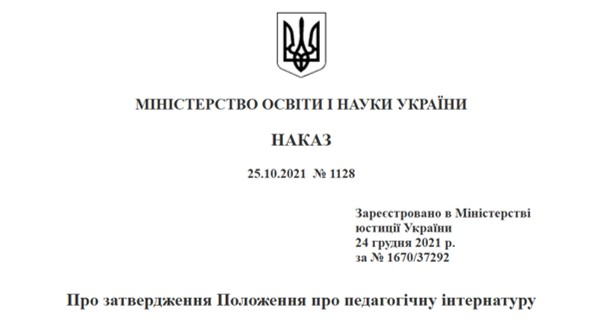 МІНІСТЕРСТВО ОСВІТИ І НАУКИ УКРАЇНИ
НАКАЗ
25.10.2021 № 1128
Зареєстровано в Міністерстві
юстиції України
24 грудня 2021 р.
за № 1670/37292
Про затвердження Положення про педагогічну інтернатуру